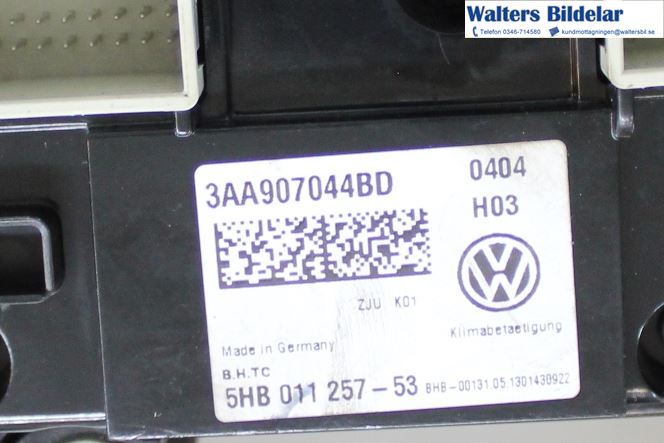 Walters Bildelar
Telefon 0346-714580 kundmottagningen@waltersbil.se
3AA907044BD 0404
H03
ZJU K01
Klimabetaetigung
Made in Germany
B.H.TC
5HB 011 257-53 BHB-00131.05.1301430922